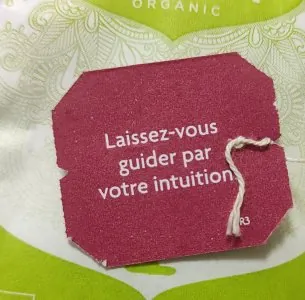 ORGANIC
Laissez-vous
guider par
votre intuition
R3